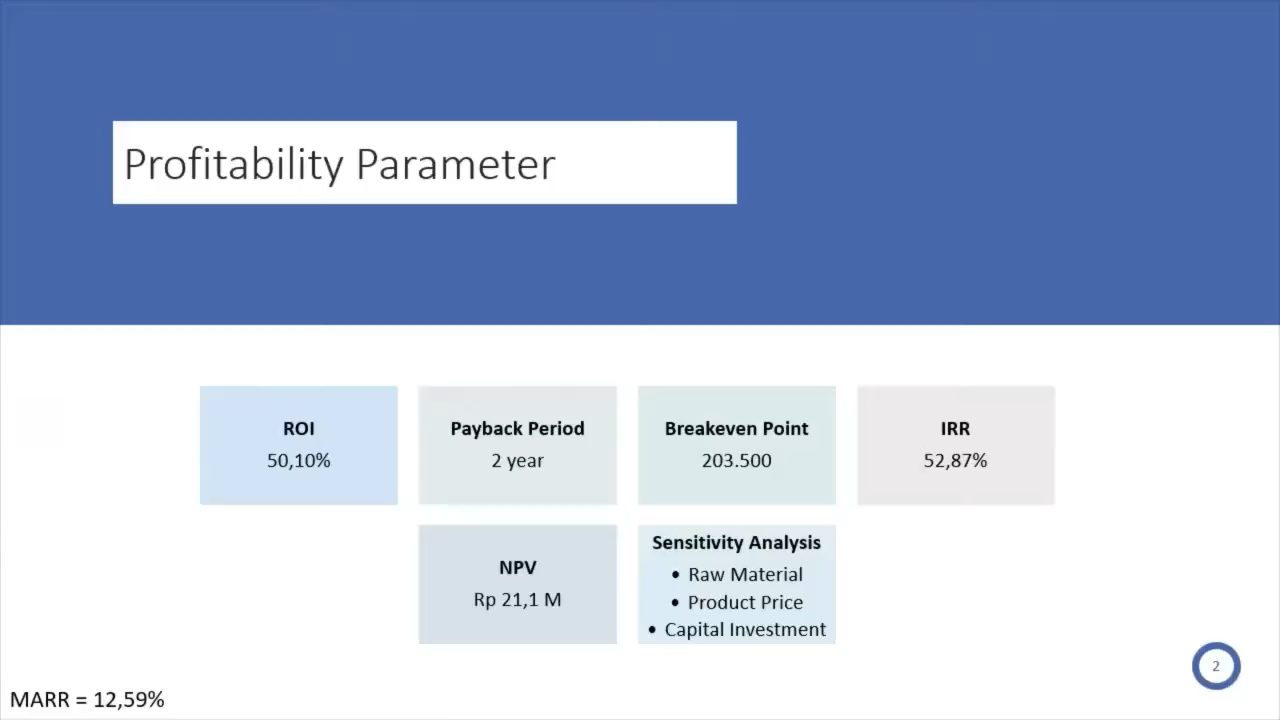 Profitability Parameter
ROI
50,10%
Payback Period
2 year
Breakeven Point
203.500
IRR
52,87%
NPV
Rp 21,1 M
Sensitivity Analysis
• Raw Material
• Product Price
• Capital Investment
2
MARR = 12,59%